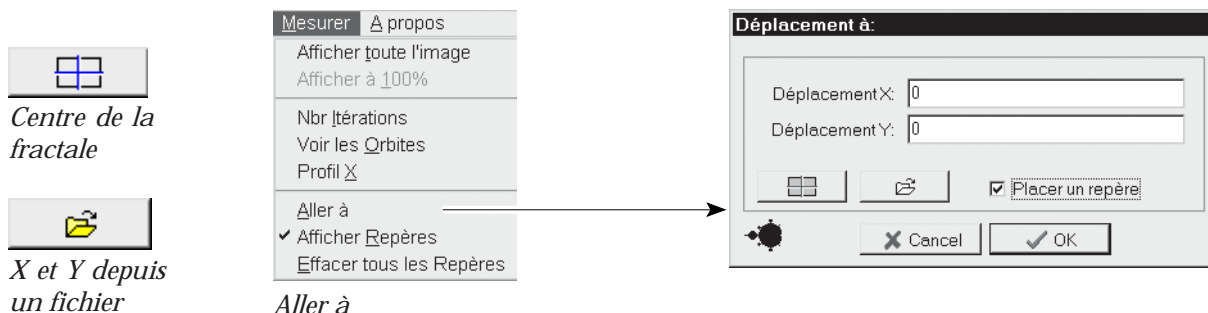 Centre de la
fractale
X et Y depuis
un fichier
Mesurer A propos
Afficher toute l'image
Afficher à 100%
Nbr Itérations
Voir les Orbites
Profil X
Aller à
Afficher Repères
Effacer tous les Repères
Aller à
Déplacement à:
Déplacement X: 0
Déplacement Y: 0
Placer un repère
Cancel OK